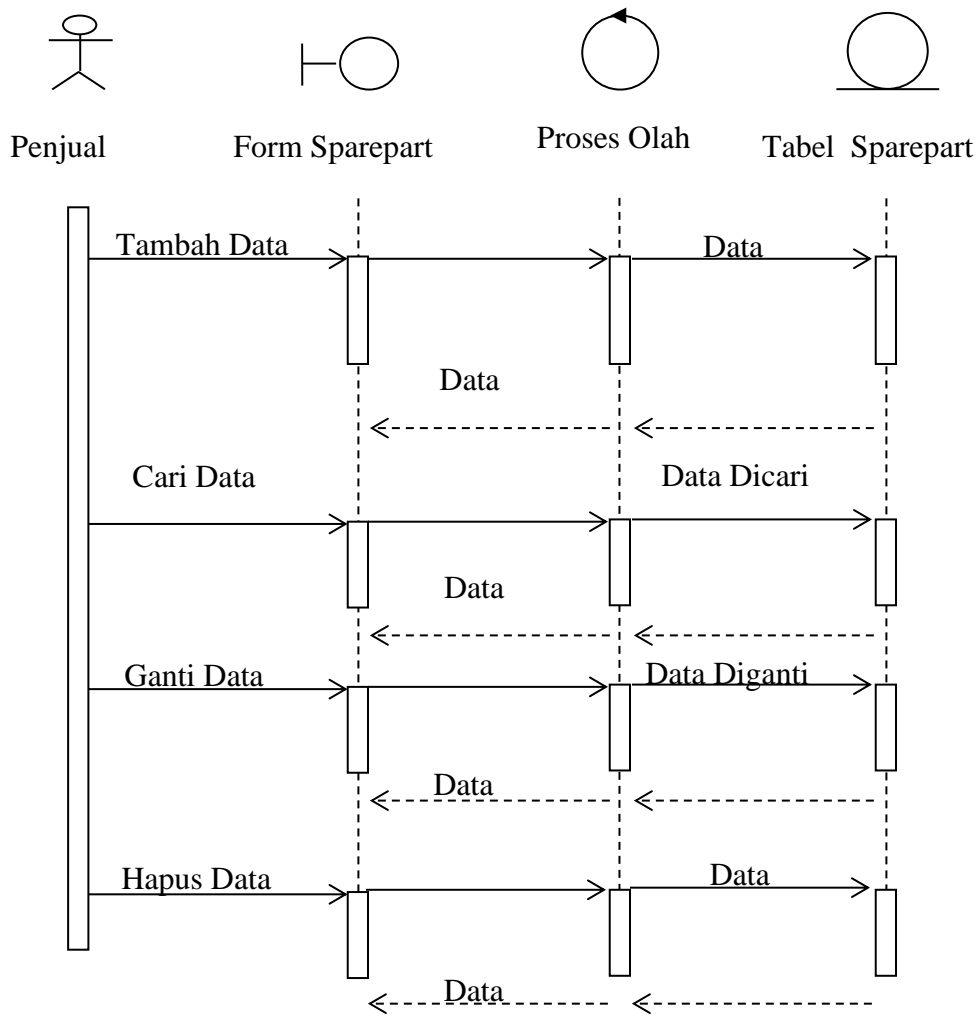 Penjual Form Sparepart Proses Olah Tabel Sparepart
Tambah Data Data
Data
Cari Data Data Dicari
Data
Ganti Data Data Diganti
Data
Hapus Data Data
Data